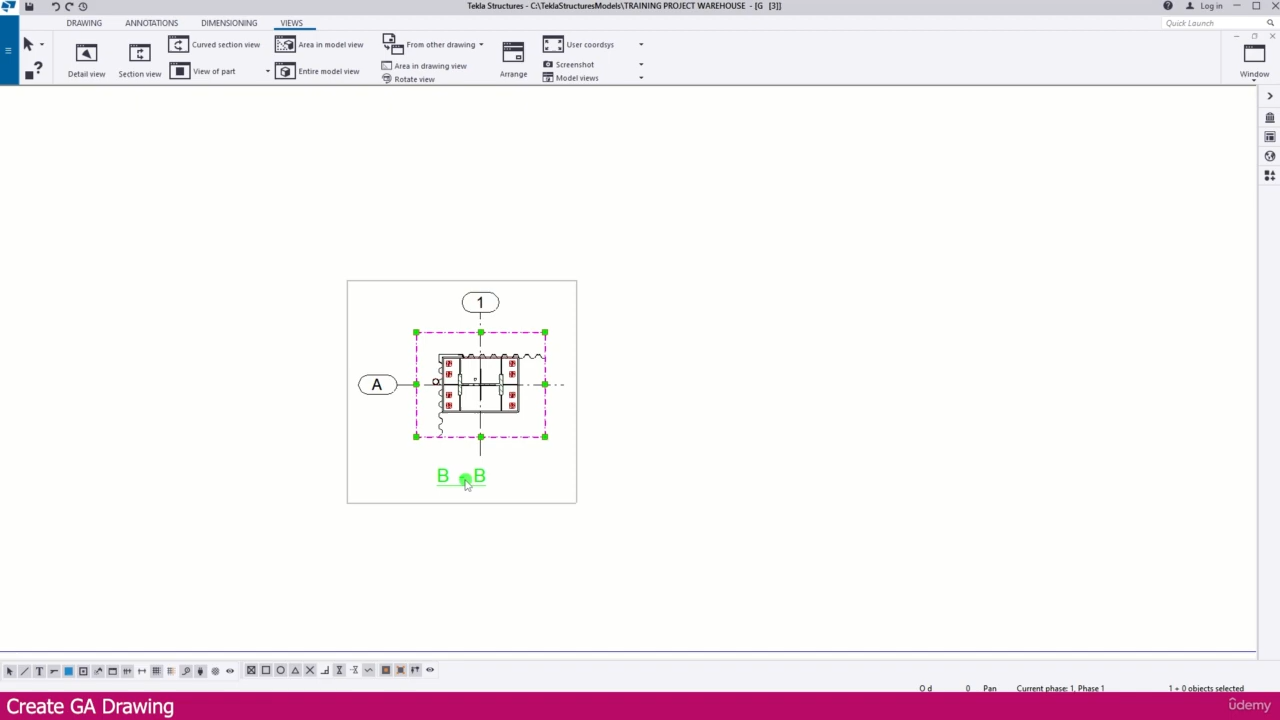 Tekla Structures - C:\TeklaStructuresModels\TRAINING PROJECT WAREHOUSE - [G [3]]
Log in
DRAWING ANNOTATIONS DIMENSIONING VIEWS
Quick Launch
Detail view
Section view
Curved section view
View of part
Area in model view
Entire model view
From other drawing
Area in drawing view
Rotate view
Arrange
User coordsys
Screenshot
Model views
Window
1
A
B - B
O d 0 Pan Current phase: 1, Phase 1 1 + 0 objects selected
Create GA Drawing
ûdemy